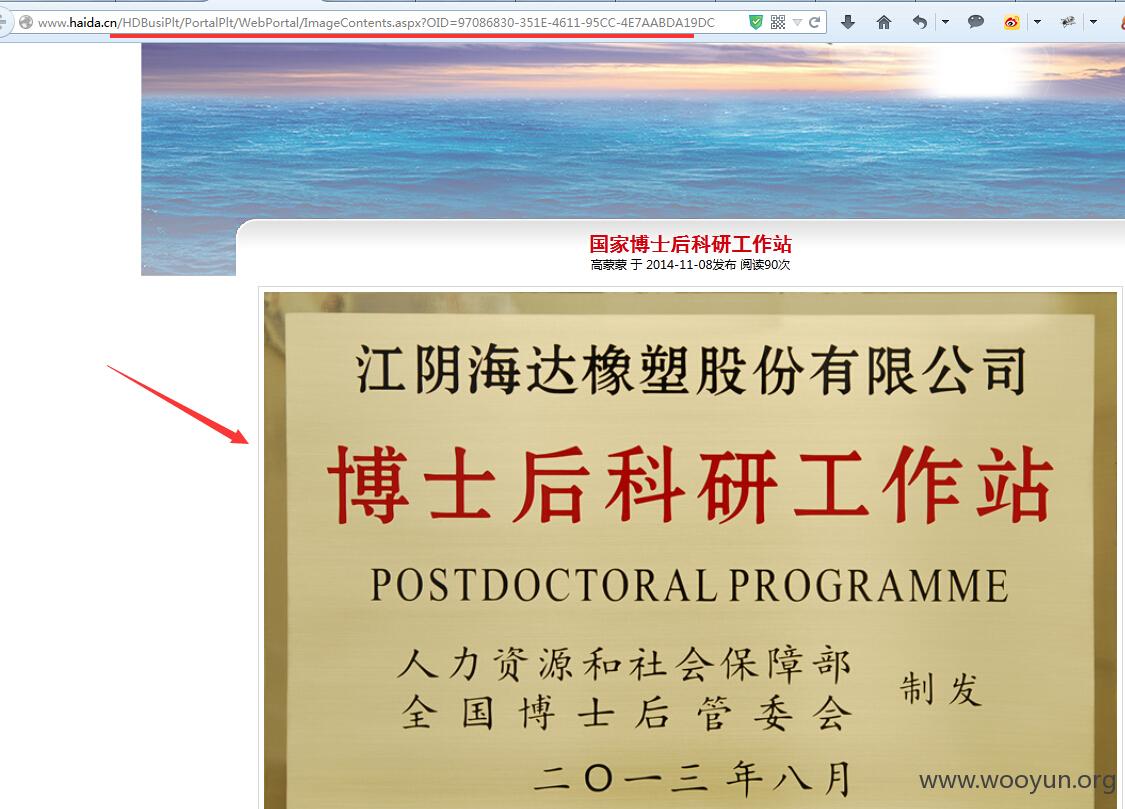 www.haida.cn/HDBusiPlt/PortalPlt/WebPortal/ImageContents.aspx?OID=97086830-351E-4611-95CC-4E7AABDA19DC
国家博士后科研工作站
高蒙蒙 于 2014-11-08发布 阅读90次
江阴海达橡塑股份有限公司
博士后科研工作站
POSTDOCTORAL PROGRAMME
人力资源和社会保障部
全国博士后管委会
制发
二〇一三年八月
www.wooyun.org